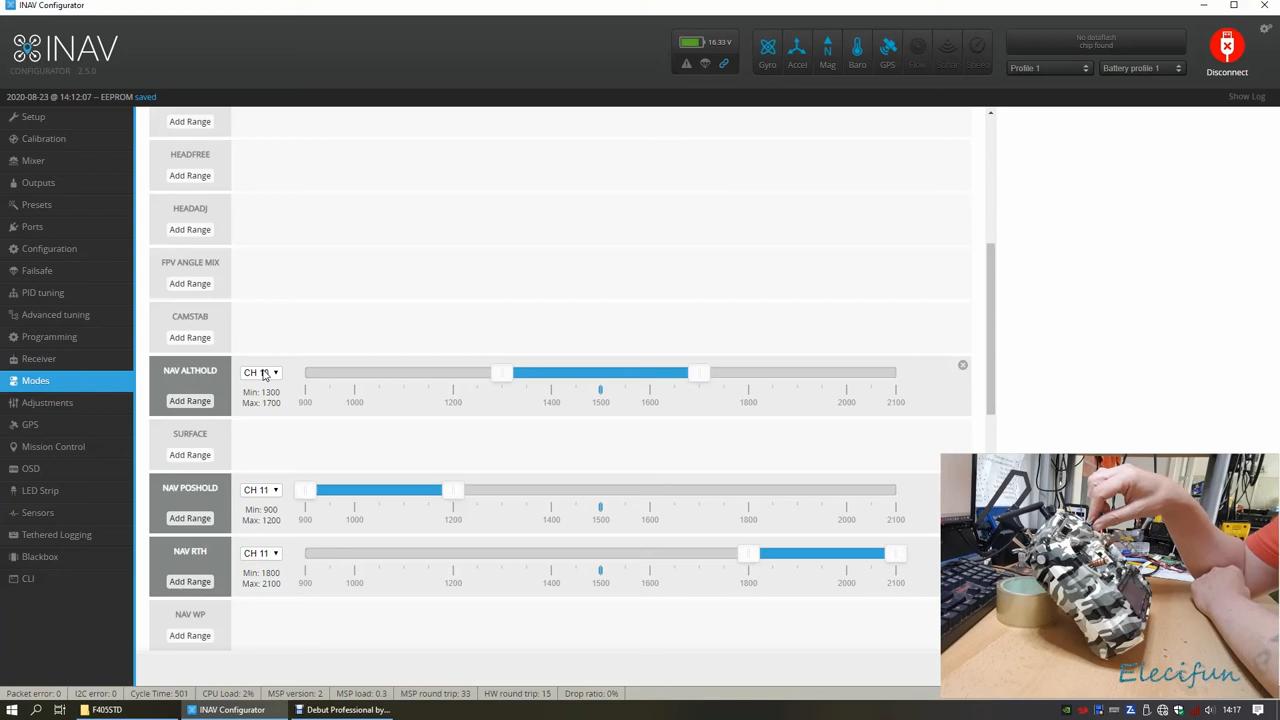 INAV Configurator
INAV
CONFIGURATOR 2.5.0
16.33 V
Gyro Accel Mag Baro GPS Flow Sonar Speed
No dataflash
chip found
Profile 1 Battery profile 1
Disconnect
2020-08-23 @ 14:12:07 -- EEPROM saved
Show Log
Setup
Calibration
Mixer
Outputs
Presets
Ports
Configuration
Failsafe
PID tuning
Advanced tuning
Programming
Receiver
Modes
Adjustments
GPS
Mission Control
OSD
LED Strip
Sensors
Tethered Logging
Blackbox
CLI
Add Range
HEADFREE
Add Range
HEADADJ
Add Range
FPV ANGLE MIX
Add Range
CAMSTAB
Add Range
NAV ALTHOLD
CH
Min: 1300
Max: 1700
Add Range
900 1000 1200 1400 1500 1600 1800 2000 2100
SURFACE
Add Range
NAV POSHOLD
CH 11
Min: 900
Max: 1200
Add Range
900 1000 1200 1400 1500 1600 1800 2000 2100
NAV RTH
CH 11
Min: 1800
Max: 2100
Add Range
900 1000 1200 1400 1500 1600 1800 2000 2100
NAV WP
Add Range
Elecifun
Packet error: 0 I2C error: 0 Cycle Time: 501 CPU Load: 2% MSP version: 2 MSP load: 0.3 MSP round trip: 33 HW round trip: 15 Drop ratio: 0%
F405STD INAV Configurator Debut Professional by... 14:17